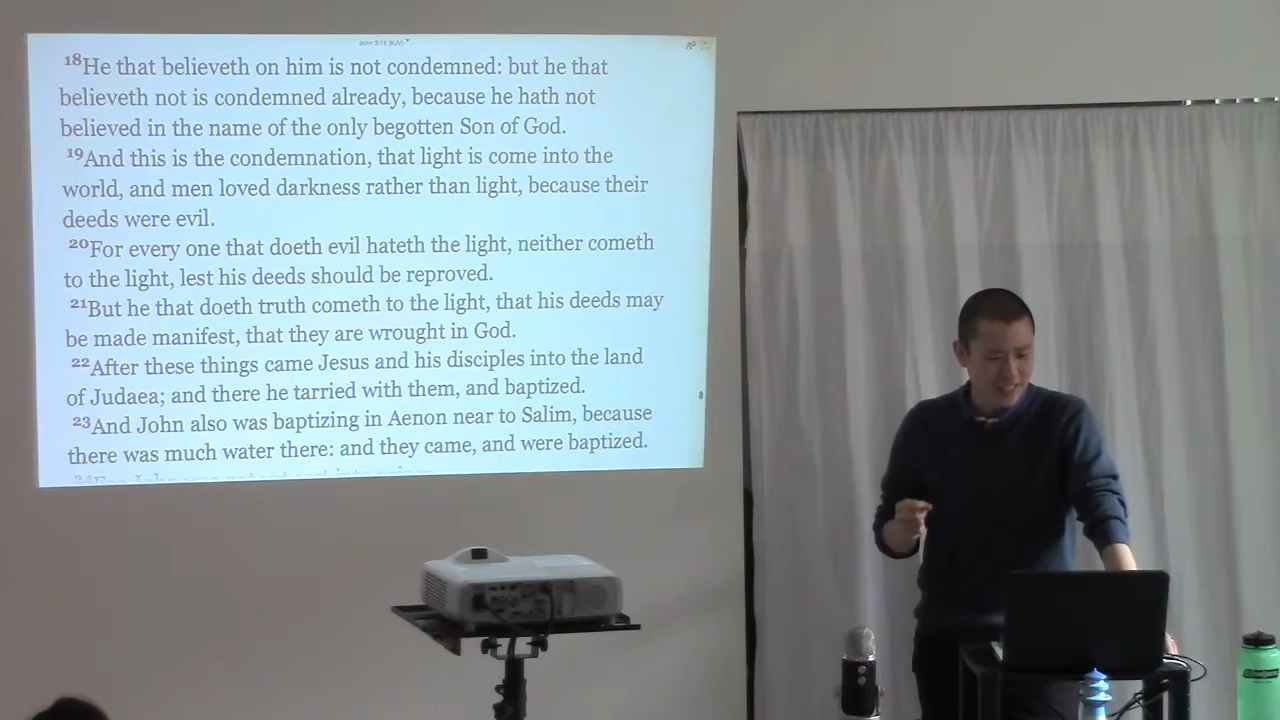 John 3:18 (KJV)
18He that believeth on him is not condemned: but he that
believeth not is condemned already, because he hath not
believed in the name of the only begotten Son of God.
19And this is the condemnation, that light is come into the
world, and men loved darkness rather than light, because their
deeds were evil.
20For every one that doeth evil hateth the light, neither cometh
to the light, lest his deeds should be reproved.
21But he that doeth truth cometh to the light, that his deeds may
be made manifest, that they are wrought in God.
22After these things came Jesus and his disciples into the land
of Judaea; and there he tarried with them, and baptized.
23And John also was baptizing in Aenon near to Salim, because
there was much water there: and they came, and were baptized.